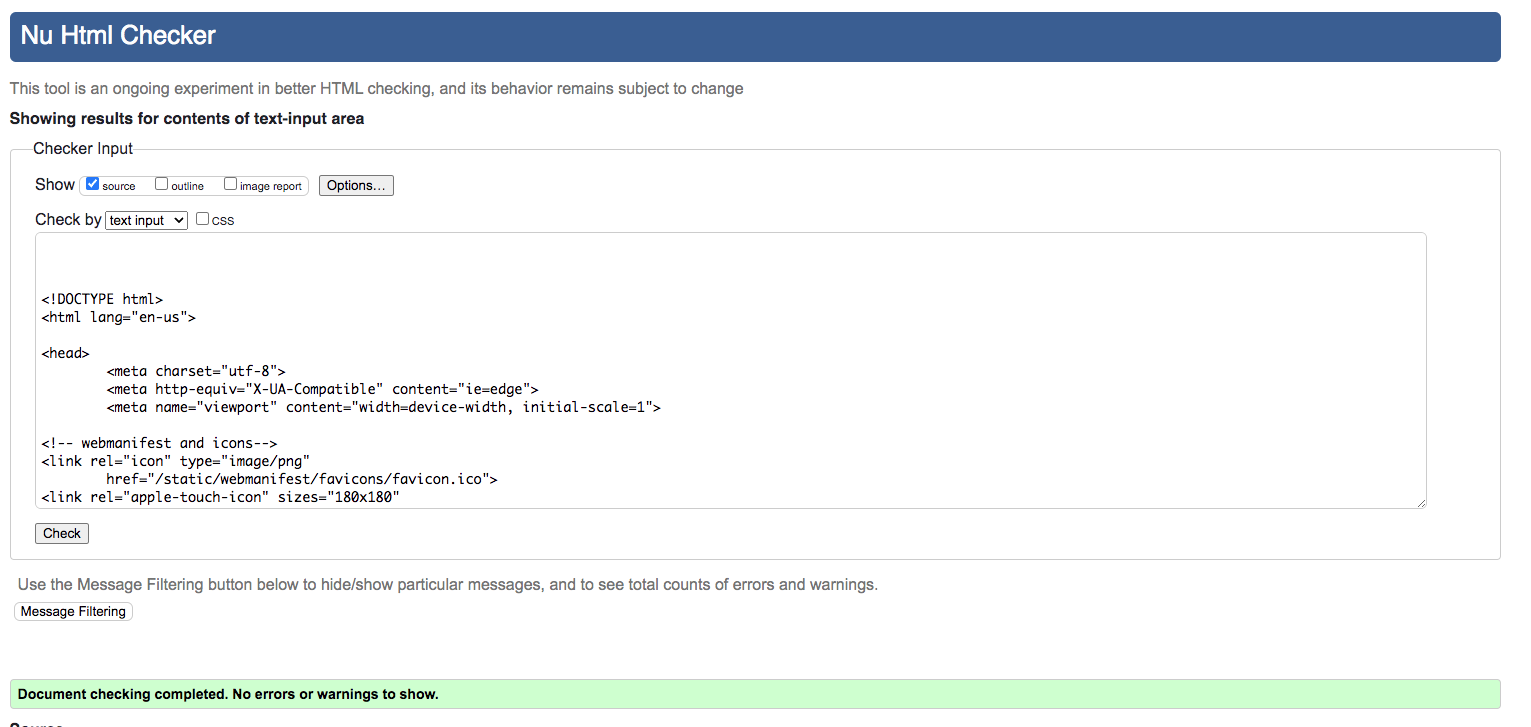 Nu Html Checker
This tool is an ongoing experiment in better HTML checking, and its behavior remains subject to change
Showing results for contents of text-input area
Checker Input
Show source outline image report Options...
Check by text input CSS
<!DOCTYPE html>
<html lang="en-us">
<head>
<meta charset="utf-8">
<meta http-equiv="X-UA-Compatible" content="ie=edge">
<meta name="viewport" content="width=device-width, initial-scale=1">
<!-- webmanifest and icons-->
<link rel="icon" type="image/png"
href="/static/webmanifest/favicons/favicon.ico">
<link rel="apple-touch-icon" sizes="180x180"
Check
Use the Message Filtering button below to hide/show particular messages, and to see total counts of errors and warnings.
Message Filtering
Document checking completed. No errors or warnings to show.